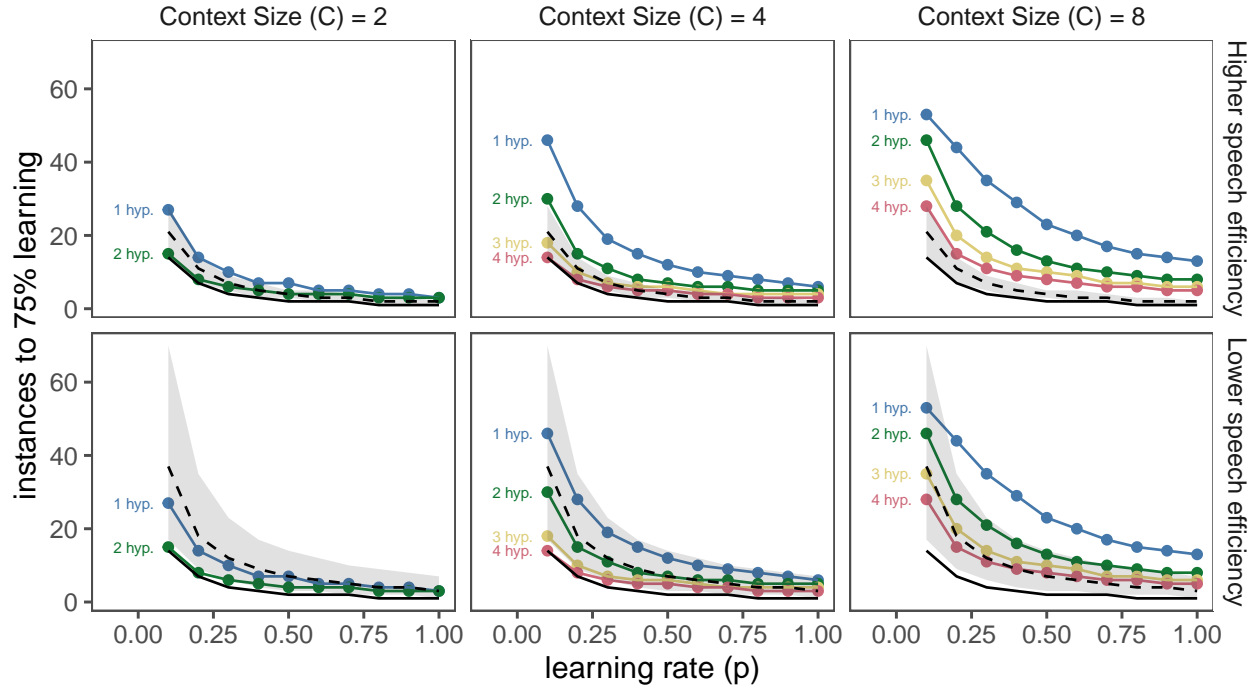 Context Size (C) = 2
Context Size (C) = 4
Context Size (C) = 8
Higher speech efficiency
Lower speech efficiency
instances to 75% learning
60
40
20
0
1 hyp.
2 hyp.
1 hyp.
2 hyp.
3 hyp.
4 hyp.
1 hyp.
2 hyp.
3 hyp.
4 hyp.
60
40
20
0
1 hyp.
2 hyp.
1 hyp.
2 hyp.
3 hyp.
4 hyp.
1 hyp.
2 hyp.
3 hyp.
4 hyp.
0.00 0.25 0.50 0.75 1.00
0.00 0.25 0.50 0.75 1.00
0.00 0.25 0.50 0.75 1.00
learning rate (p)